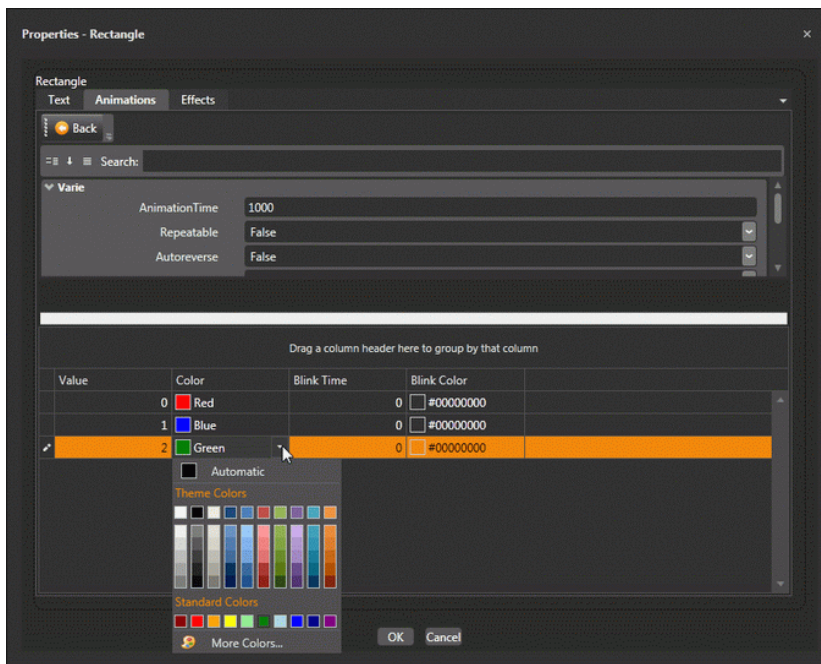 Properties - Rectangle
Rectangle
Text Animations Effects
Back
Search:
Varie
AnimationTime 1000
Repeatable False
Autoreverse False
Drag a column header here to group by that column
Value Color Blink Time Blink Color
0 Red 0 #00000000
1 Blue 0 #00000000
2 Green 0 #00000000
Automatic
Theme Colors
Standard Colors
More Colors...
OK Cancel